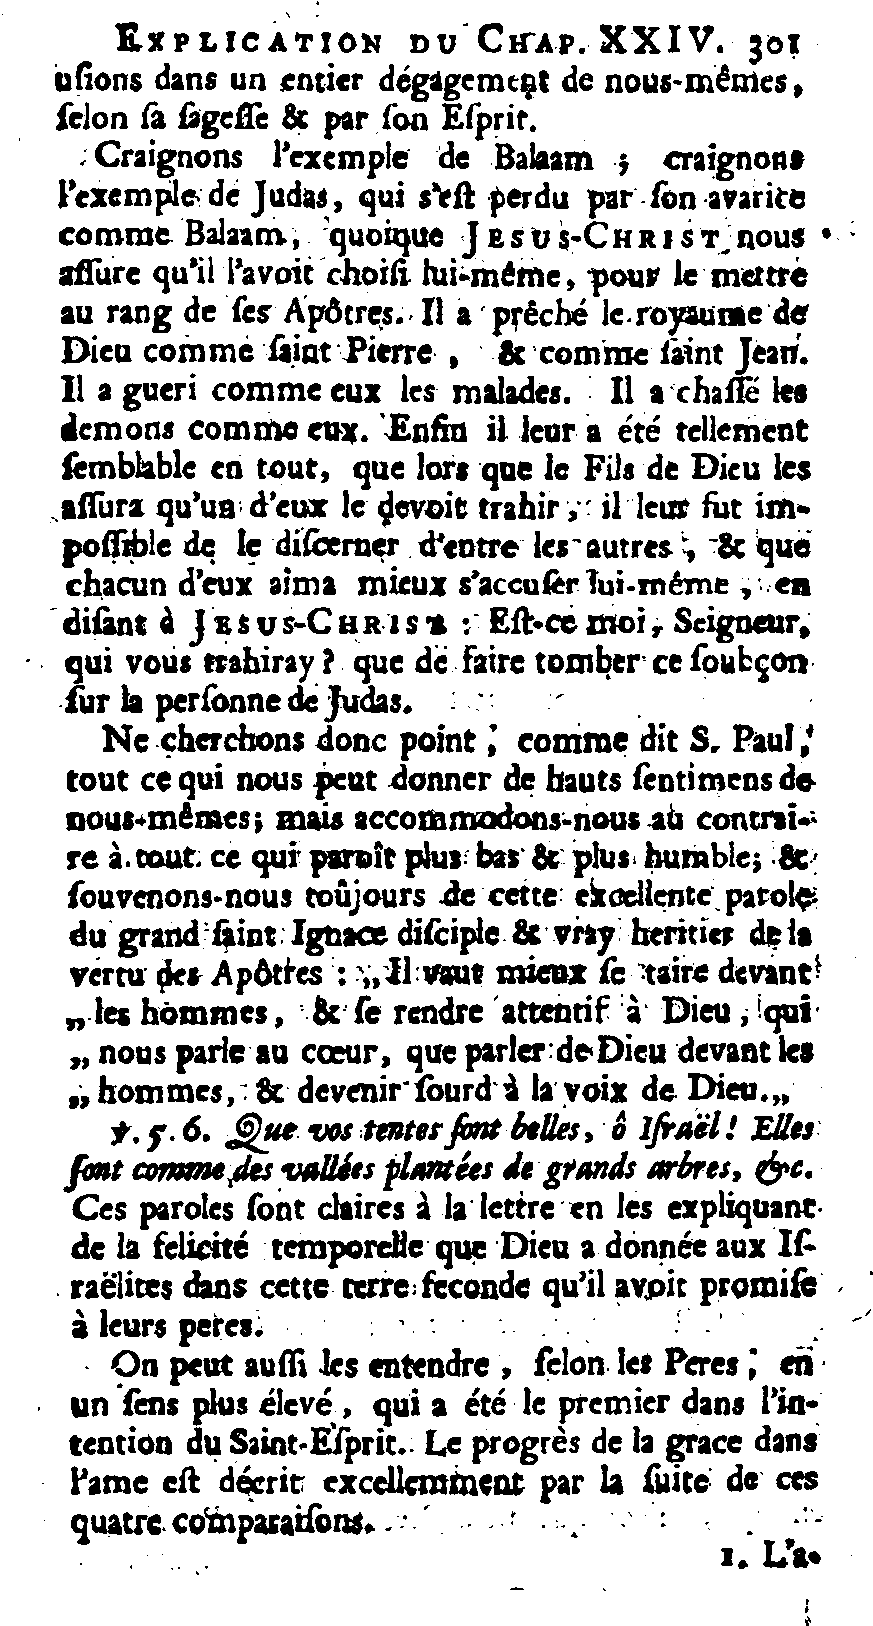 EXPLICATION DU CHAP. XXIV. 301
uſions dans un entier dégagement de nous-mêmes,
ſelon ſa ſageſſe & par ſon Eſprit.
Craignons l'exemple de Balaam ; craignons
l'exemple de Judas, qui s'eſt perdu par ſon avarice
comme Balaam, quoique JESUS-CHRIST nous
aſſure qu'il l'avoit choiſi lui-même, pour le mettre
au rang de ſes Apôtres. Il a prêché le royaume de
Dieu comme ſaint Pierre, & comme ſaint Jean.
Il a gueri comme eux les malades. Il a chaſſé les
demons comme eux. Enfin il leur a été tellement
ſemblable en tout, que lors que le Fils de Dieu les
aſſura qu'un d'eux le devoit trahir, il leur fut im-
poſſible de le diſcerner d'entre les autres, & que
chacun d'eux aima mieux s'accuſer lui-même, en
diſant à JESUS-CHRIST : Eſt-ce moi, Seigneur,
qui vous trahiray? que de faire tomber ce ſoubçon
ſur la perſonne de Judas.
Ne cherchons donc point, comme dit S. Paul,
tout ce qui nous peut donner de hauts ſentimens de
nous-mêmes; mais accommodons-nous au contrai-
re à tout ce qui paroît plus bas & plus humble; &
ſouvenons-nous toûjours de cette excellente parole
du grand ſaint Ignace diſciple & vray heritier de la
vertu des Apôtres : „Il vaut mieux ſe taire devant
„les hommes, & ſe rendre attentif à Dieu, qui
„nous parle au cœur, que parler de Dieu devant les
„hommes, & devenir ſourd à la voix de Dieu.„
℣. 5. 6. Que vos tentes ſont belles, ô Iſraël! Elles
ſont comme des vallées plantées de grands arbres, &c.
Ces paroles ſont claires à la lettre en les expliquant
de la felicité temporelle que Dieu a donnée aux Iſ-
raëlites dans cette terre feconde qu'il avoit promiſe
à leurs peres.
On peut auſſi les entendre, ſelon les Peres, en
un ſens plus élevé, qui a été le premier dans l'in-
tention du Saint-Eſprit. Le progrès de la grace dans
l'ame eſt décrit excellemment par la ſuite de ces
quatre comparaiſons.
1. L'a-